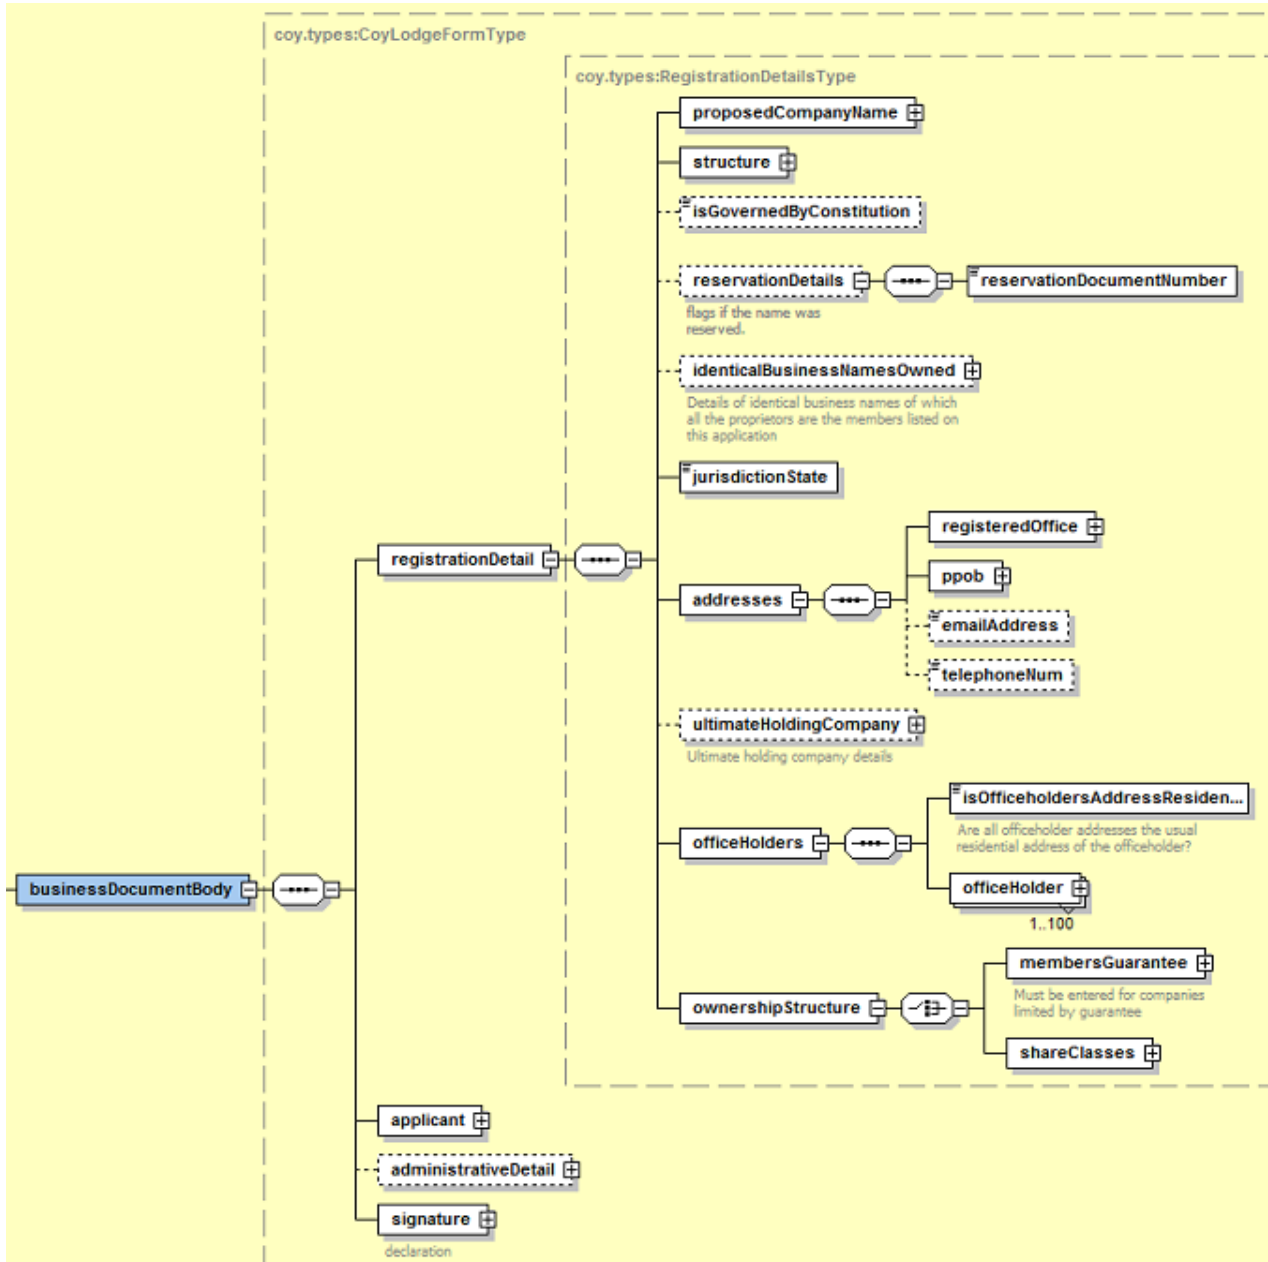 coy.types:CoyLodgeFormType
coy.types:RegistrationDetailsType
proposedCompanyName
structure
isGovernedByConstitution
reservationDetails
reservationDocumentNumber
flags if the name was
reserved.
identicalBusinessNamesOwned
Details of identical business names of which
all the proprietors are the members listed on
this application
jurisdictionState
registeredOffice
registrationDetail
ppob
addresses
emailAddress
telephoneNum
ultimateHoldingCompany
Ultimate holding company details
isOfficeholdersAddressResiden...
Are all officeholder addresses the usual
residential address of the officeholder?
officeHolders
businessDocumentBody
officeHolder
1..100
membersGuarantee
Must be entered for companies
limited by guarantee
ownershipStructure
shareClasses
applicant
administrativeDetail
signature
declaration